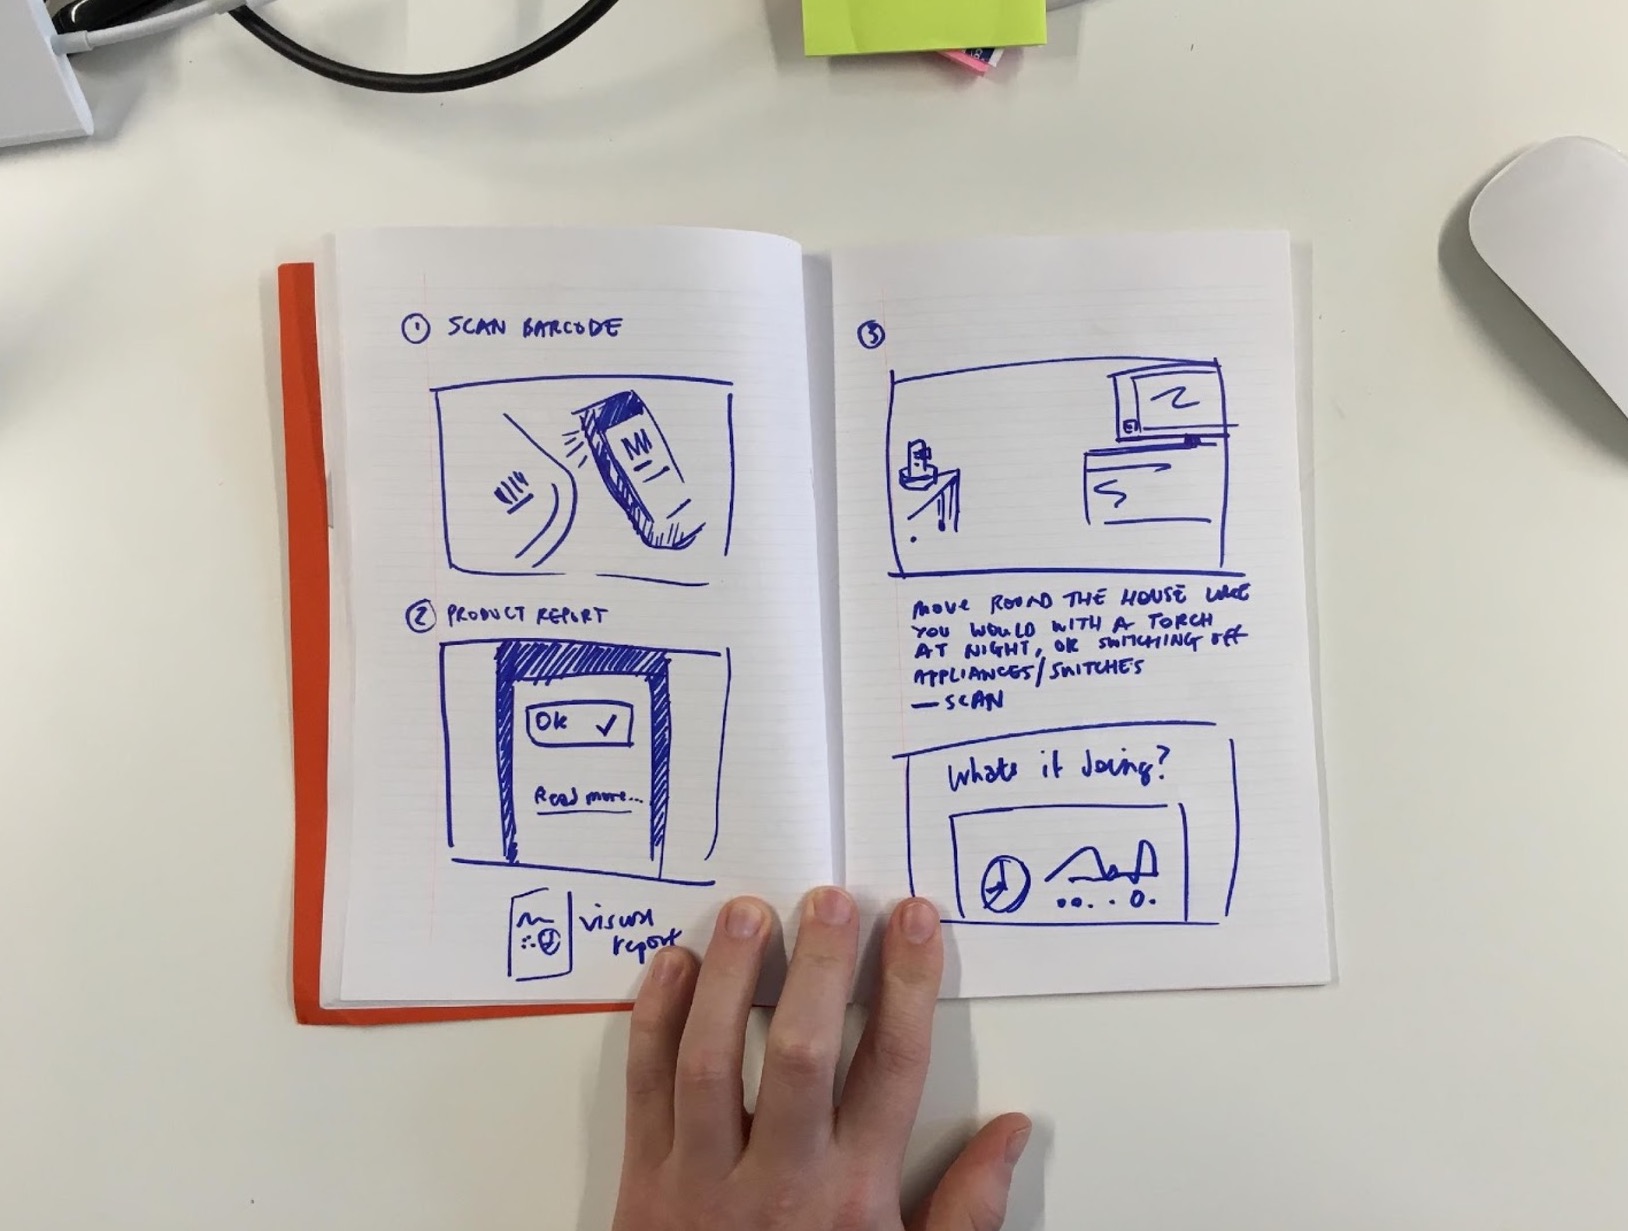 1 SCAN BARCODE
2 PRODUCT REPORT
Ok ✓
Read more...
visual
report
3
MOVE ROUND THE HOUSE LIKE
YOU WOULD WITH A TORCH
AT NIGHT, OR SWITCHING OFF
APPLIANCES/SWITCHES
— SCAN
Whats it doing?